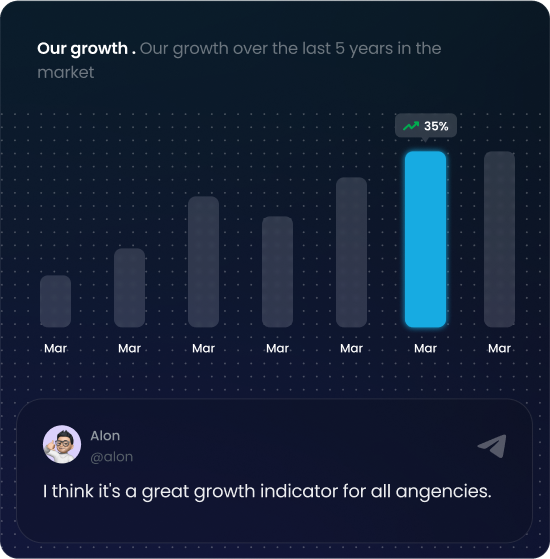 Our growth . Our growth over the last 5 years in the
market
35%
Mar Mar Mar Mar Mar Mar Mar
Alon
@alon
I think it's a great growth indicator for all angencies.